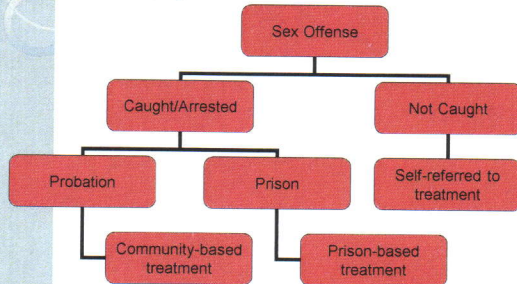 Sex Offense
Caught/Arrested
Not Caught
Probation
Prison
Self-referred to
treatment
Community-based
treatment
Prison-based
treatment